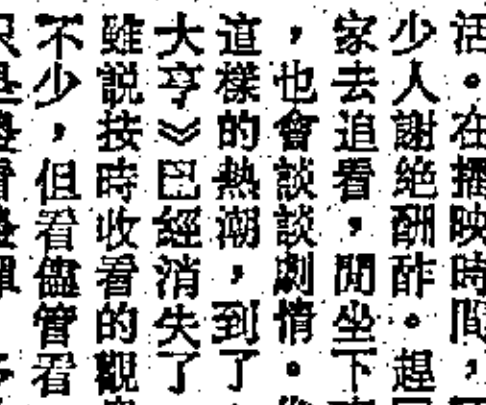 活。在播映時間，
少人謝絕酬酢。趕
家去追看，閒坐下
，也會談談劇情。
這樣的熱潮，到了
大亨》已經消失了
雖說按時收看的觀
不少，但看儘管看